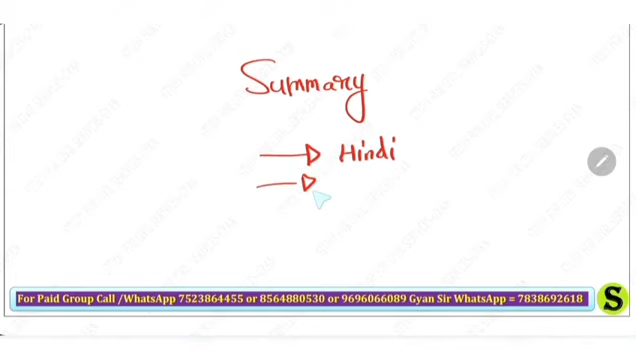 Summary
Hindi
For Paid Group Call /WhatsApp 7523864455 or 8564880530 or 9696066089 Gyan Sir WhatsApp = 7838692618
S